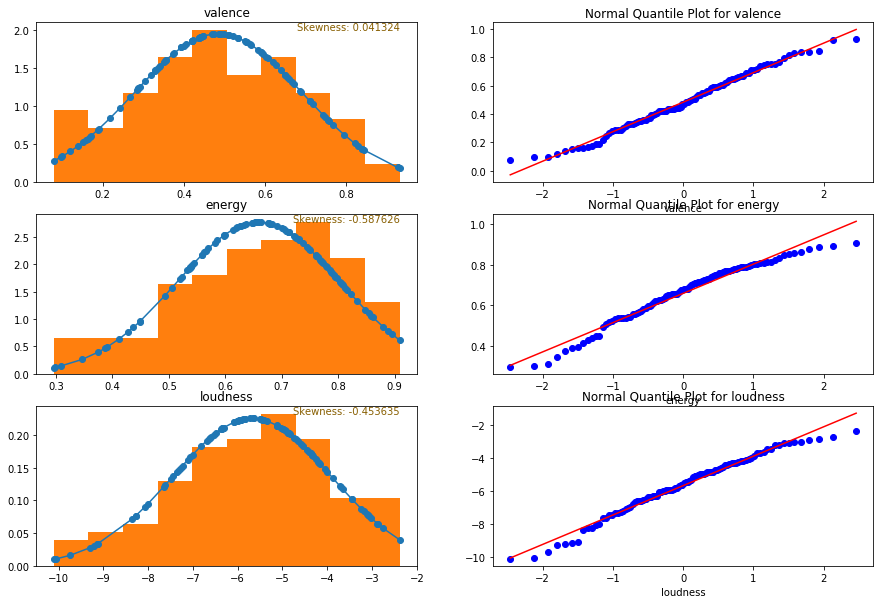 valence
Skewness: 0.041324
2.0
1.5
1.0
0.5
0.0
0.2 0.4 0.6 0.8
Normal Quantile Plot for valence
1.0
0.8
0.6
0.4
0.2
0.0
−2 −1 0 1 2
valence
energy
Skewness: -0.587626
2.5
2.0
1.5
1.0
0.5
0.0
0.3 0.4 0.5 0.6 0.7 0.8 0.9
Normal Quantile Plot for energy
1.0
0.8
0.6
0.4
−2 −1 0 1 2
energy
loudness
Skewness: -0.453635
0.20
0.15
0.10
0.05
0.00
−10 −9 −8 −7 −6 −5 −4 −3 −2
Normal Quantile Plot for loudness
−2
−4
−6
−8
−10
−2 −1 0 1 2
loudness